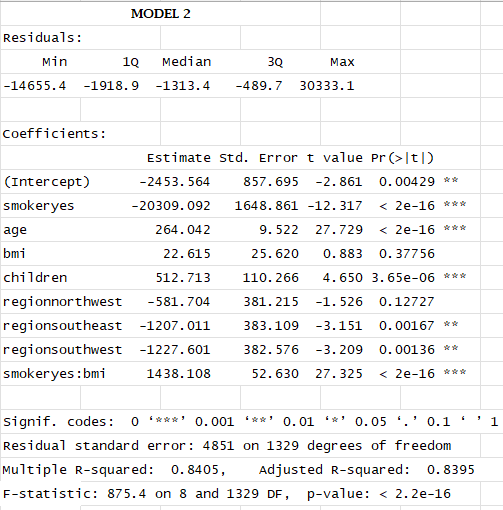 MODEL 2
Residuals:
Min 1Q Median 3Q Max
-14655.4 -1918.9 -1313.4 -489.7 30333.1
Coefficients:
Estimate Std. Error t value Pr(>|t|)
(Intercept) -2453.564 857.695 -2.861 0.00429 **
smokeryes -20309.092 1648.861 -12.317 < 2e-16 ***
age 264.042 9.522 27.729 < 2e-16 ***
bmi 22.615 25.620 0.883 0.37756
children 512.713 110.266 4.650 3.65e-06 ***
regionnorthwest -581.704 381.215 -1.526 0.12727
regionsoutheast -1207.011 383.109 -3.151 0.00167 **
regionsouthwest -1227.601 382.576 -3.209 0.00136 **
smokeryes:bmi 1438.108 52.630 27.325 < 2e-16 ***
Signif. codes: 0 ‘***’ 0.001 ‘**’ 0.01 ‘*’ 0.05 ‘.’ 0.1 ‘ ’ 1
Residual standard error: 4851 on 1329 degrees of freedom
Multiple R-squared: 0.8405, Adjusted R-squared: 0.8395
F-statistic: 875.4 on 8 and 1329 DF, p-value: < 2.2e-16